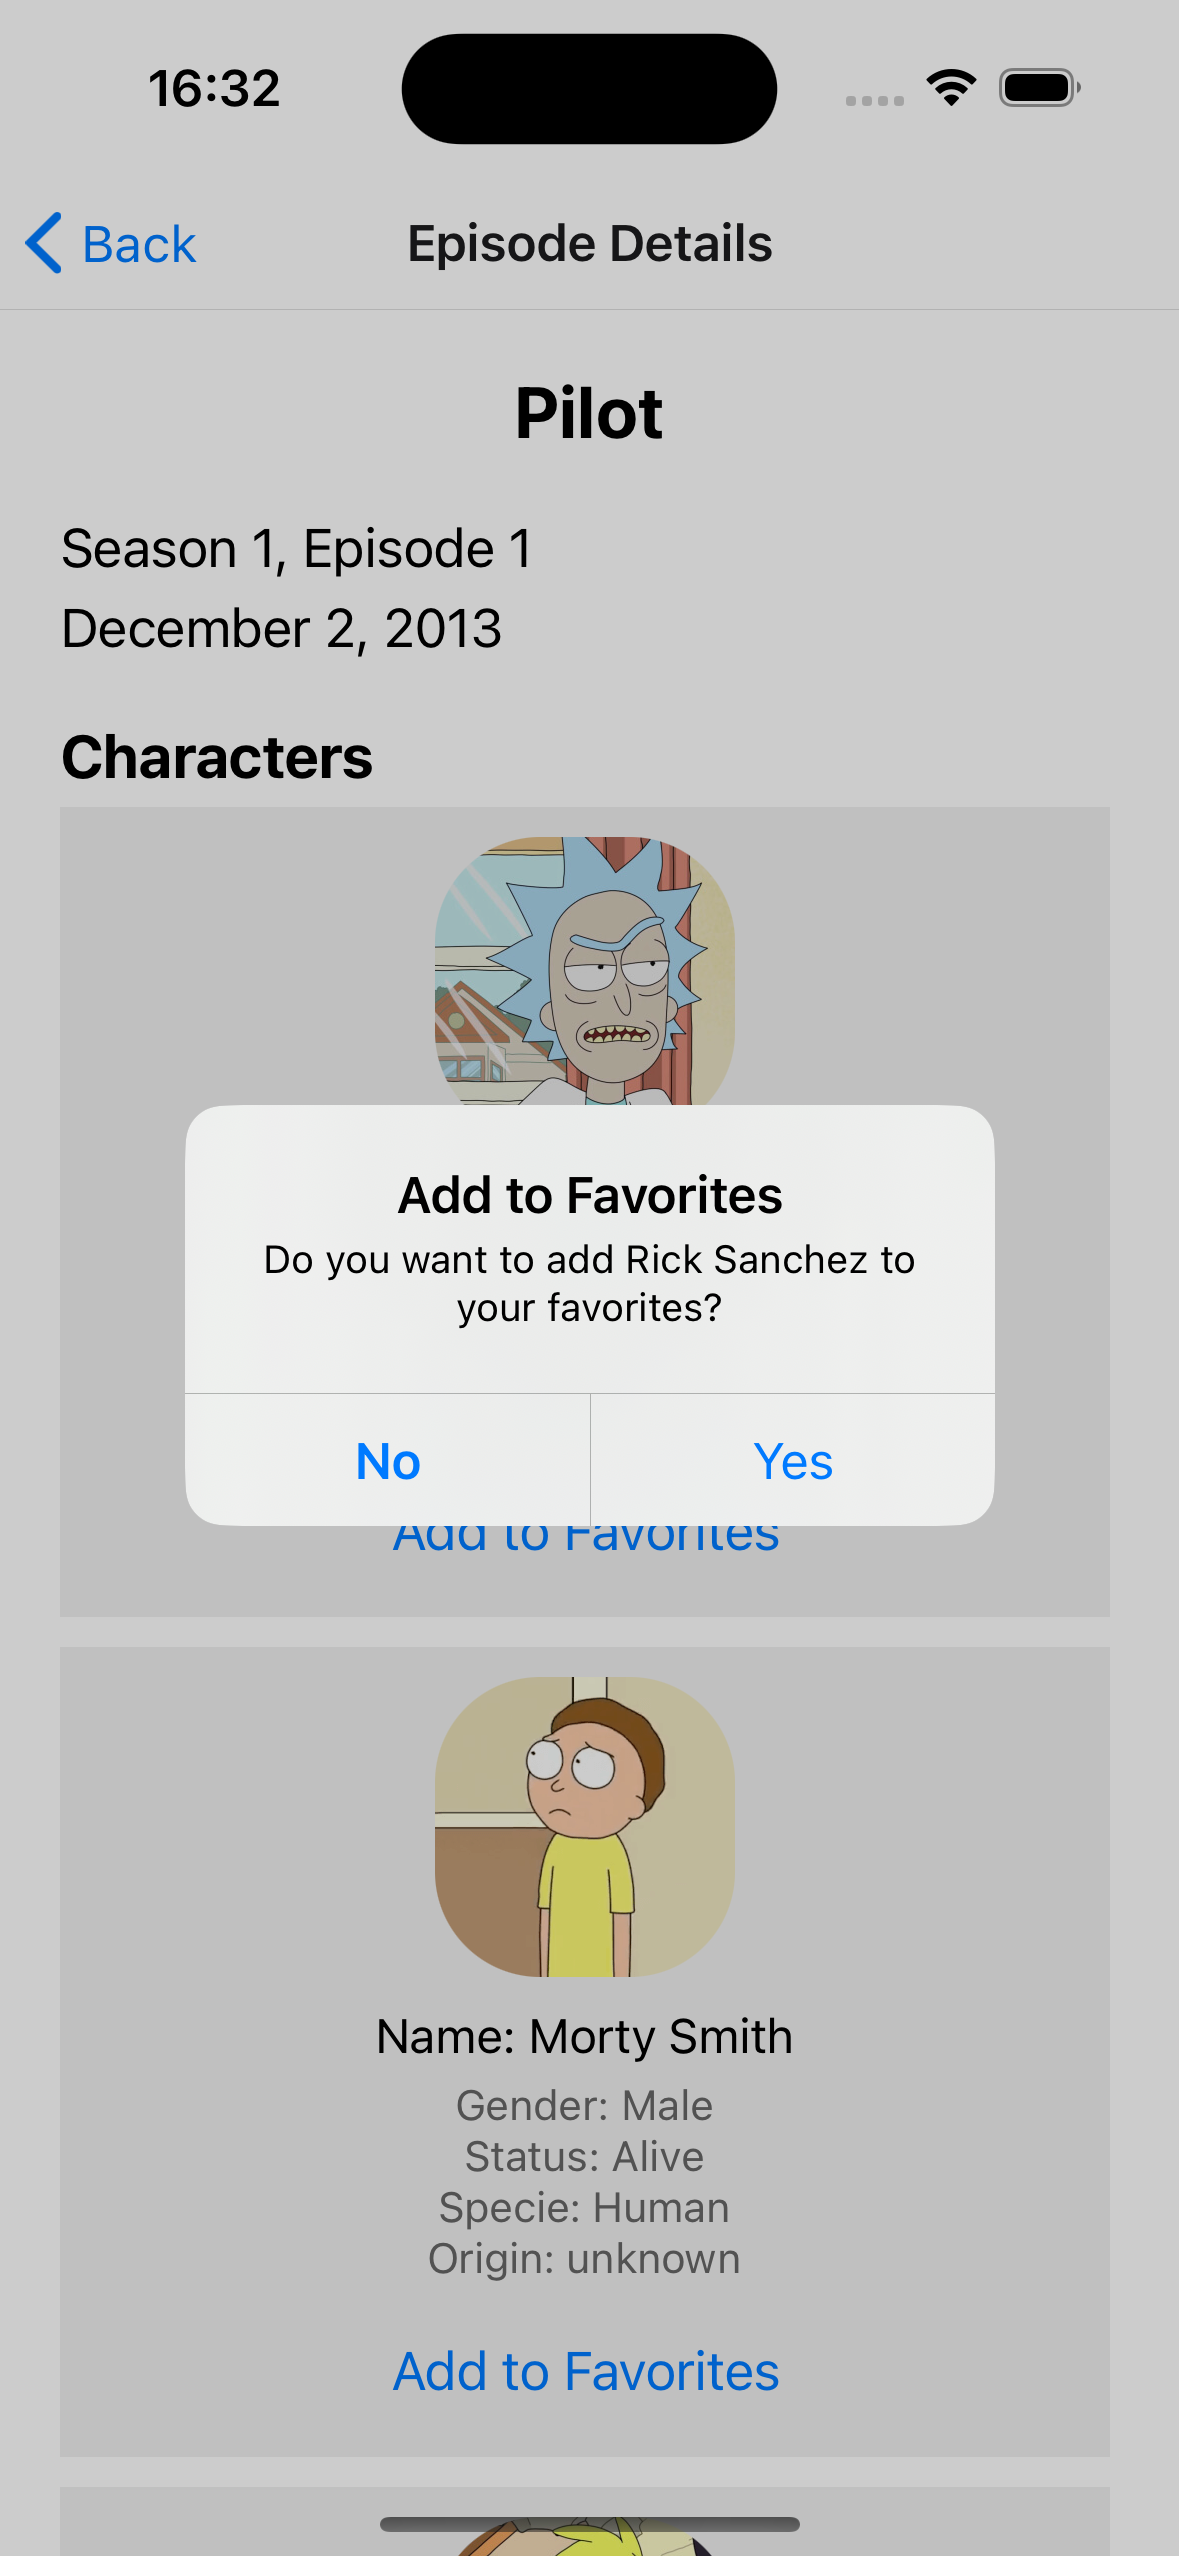 16:32
Back
Episode Details
Pilot
Season 1, Episode 1
December 2, 2013
Characters
Add to Favorites
Do you want to add Rick Sanchez to
your favorites?
No
Yes
Add to Favorites
Name: Morty Smith
Gender: Male
Status: Alive
Specie: Human
Origin: unknown
Add to Favorites